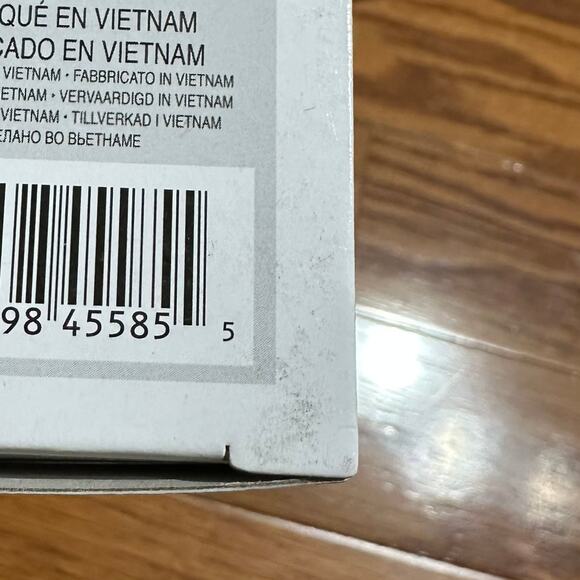 QUÉ EN VIETNAM
CADO EN VIETNAM
VIETNAM • FABBRICATO IN VIETNAM
ETNAM • VERVAARDIGD IN VIETNAM
VIETNAM • TILLVERKAD I VIETNAM
ЕЛАНО ВО ВЬЕТНАМЕ
98 45585 5